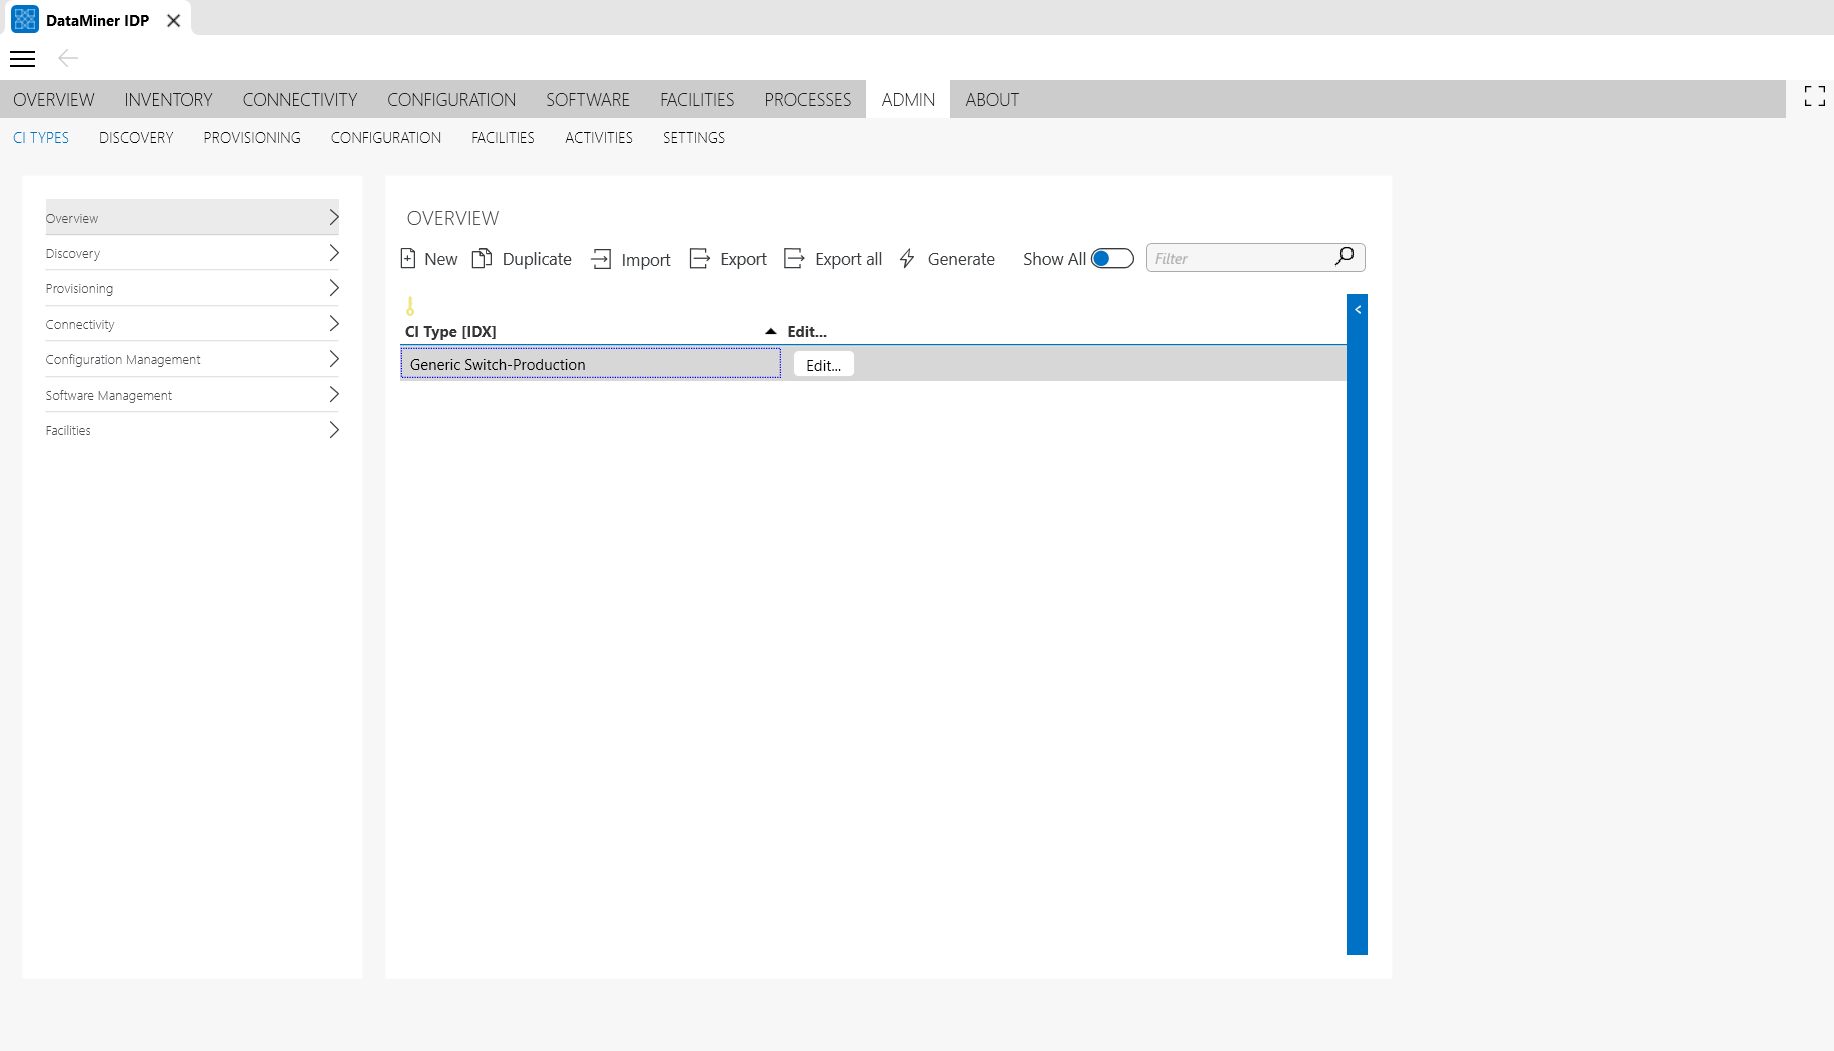 DataMiner IDP
OVERVIEW INVENTORY CONNECTIVITY CONFIGURATION SOFTWARE FACILITIES PROCESSES ADMIN ABOUT
CI TYPES DISCOVERY PROVISIONING CONFIGURATION FACILITIES ACTIVITIES SETTINGS
Overview
Discovery
Provisioning
Connectivity
Configuration Management
Software Management
Facilities
OVERVIEW
New Duplicate Import Export Export all Generate Show All Filter
CI Type [IDX] Edit...
Generic Switch-Production Edit...